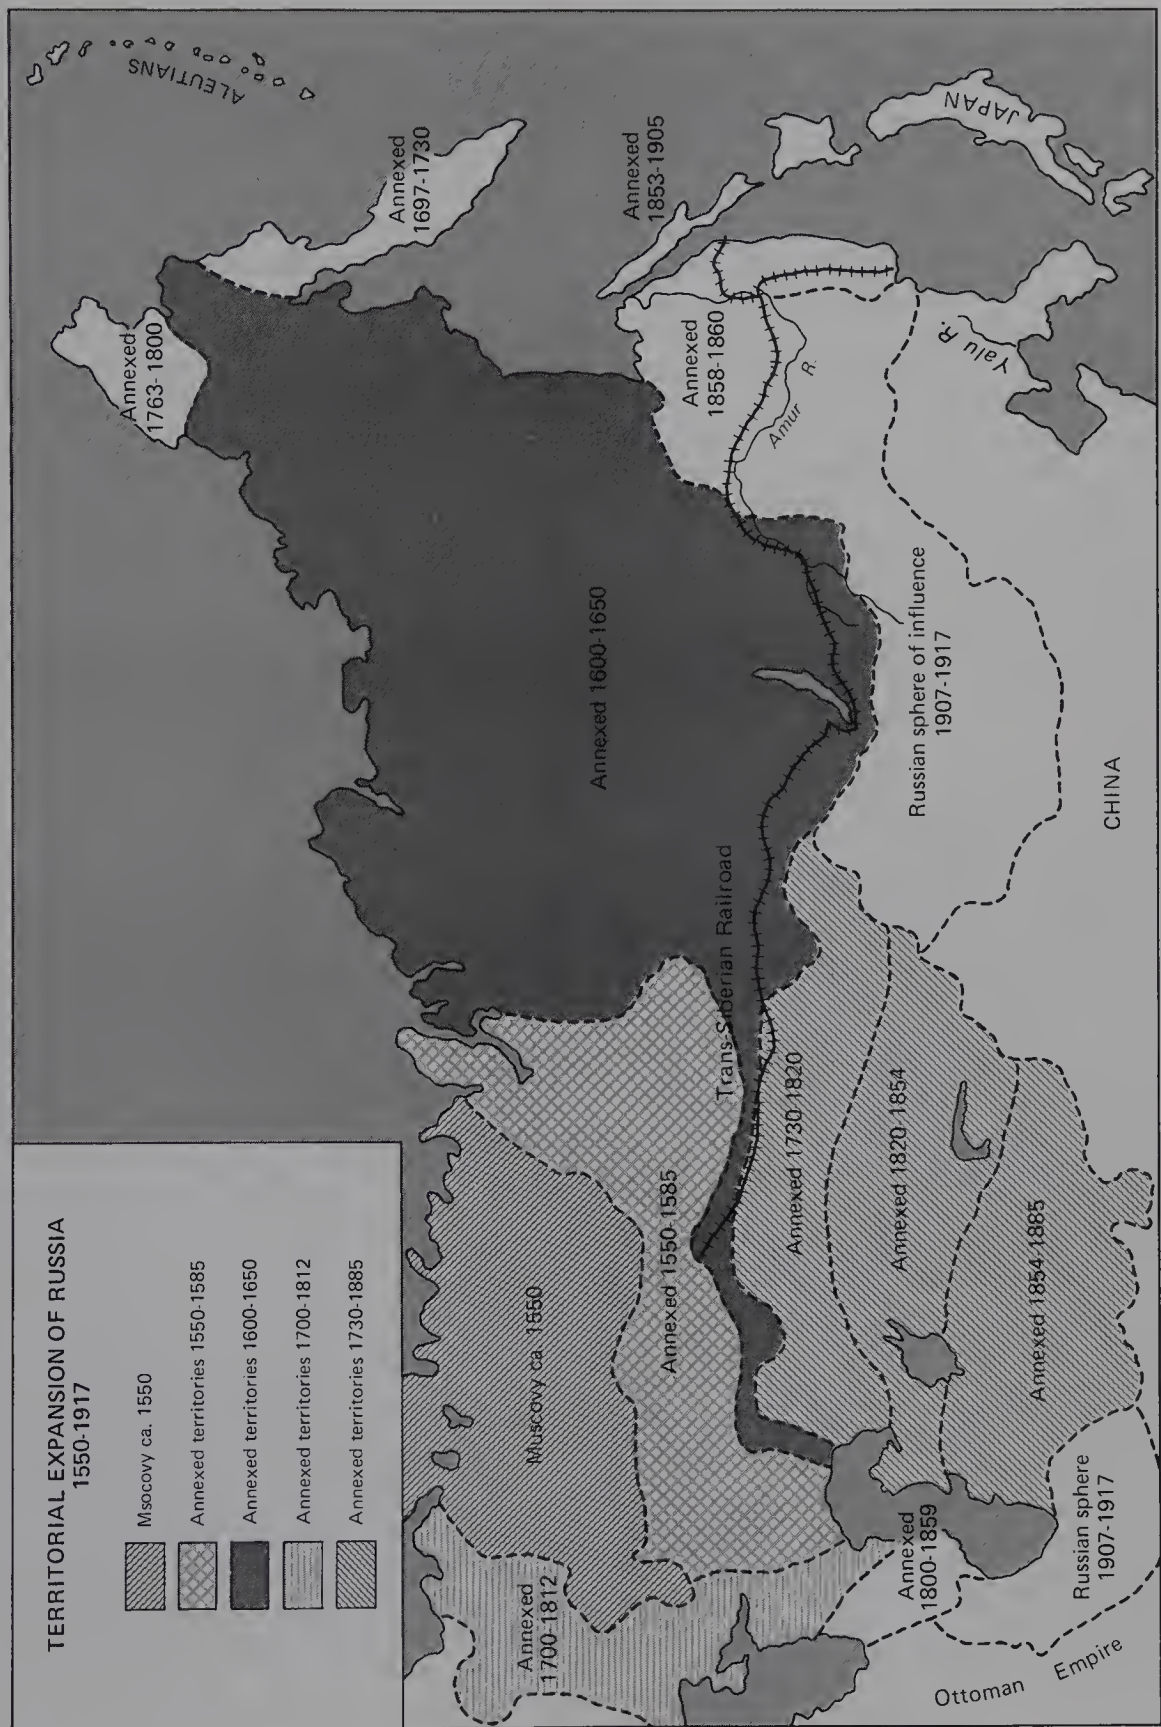 TERRITORIAL EXPANSION OF RUSSIA
1550-1917
Msocovy ca. 1550
Annexed territories 1550-1585
Annexed territories 1600-1650
Annexed territories 1700-1812
Annexed territories 1730-1885
ALEUTIANS
Annexed
1763-1800
Annexed
1697-1730
Annexed
1853-1905
JAPAN
Annexed
1858-1860
Amur
R.
Yalu R.
Annexed 1600-1650
Russian sphere of influence
1907-1917
CHINA
Trans-Siberian Railroad
Muscovy ca. 1550
Annexed 1550-1585
Annexed 1730-1820
Annexed 1820-1854
Annexed 1854-1885
Annexed
1700-1812
Annexed
1800-1859
Russian sphere
1907-1917
Ottoman Empire